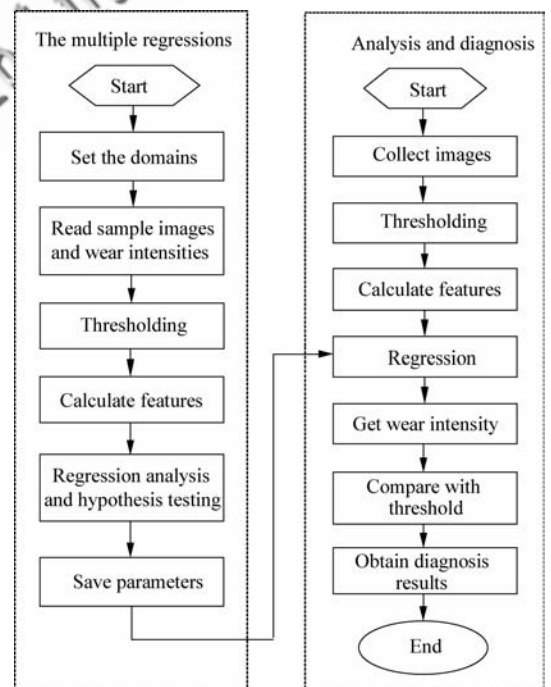 The multiple regressions
Start
Set the domains
Read sample images
and wear intensities
Thresholding
Calculate features
Regression analysis
and hypothesis testing
Save parameters
Analysis and diagnosis
Start
Collect images
Thresholding
Calculate features
Regression
Get wear intensity
Compare with
threshold
Obtain diagnosis
results
End